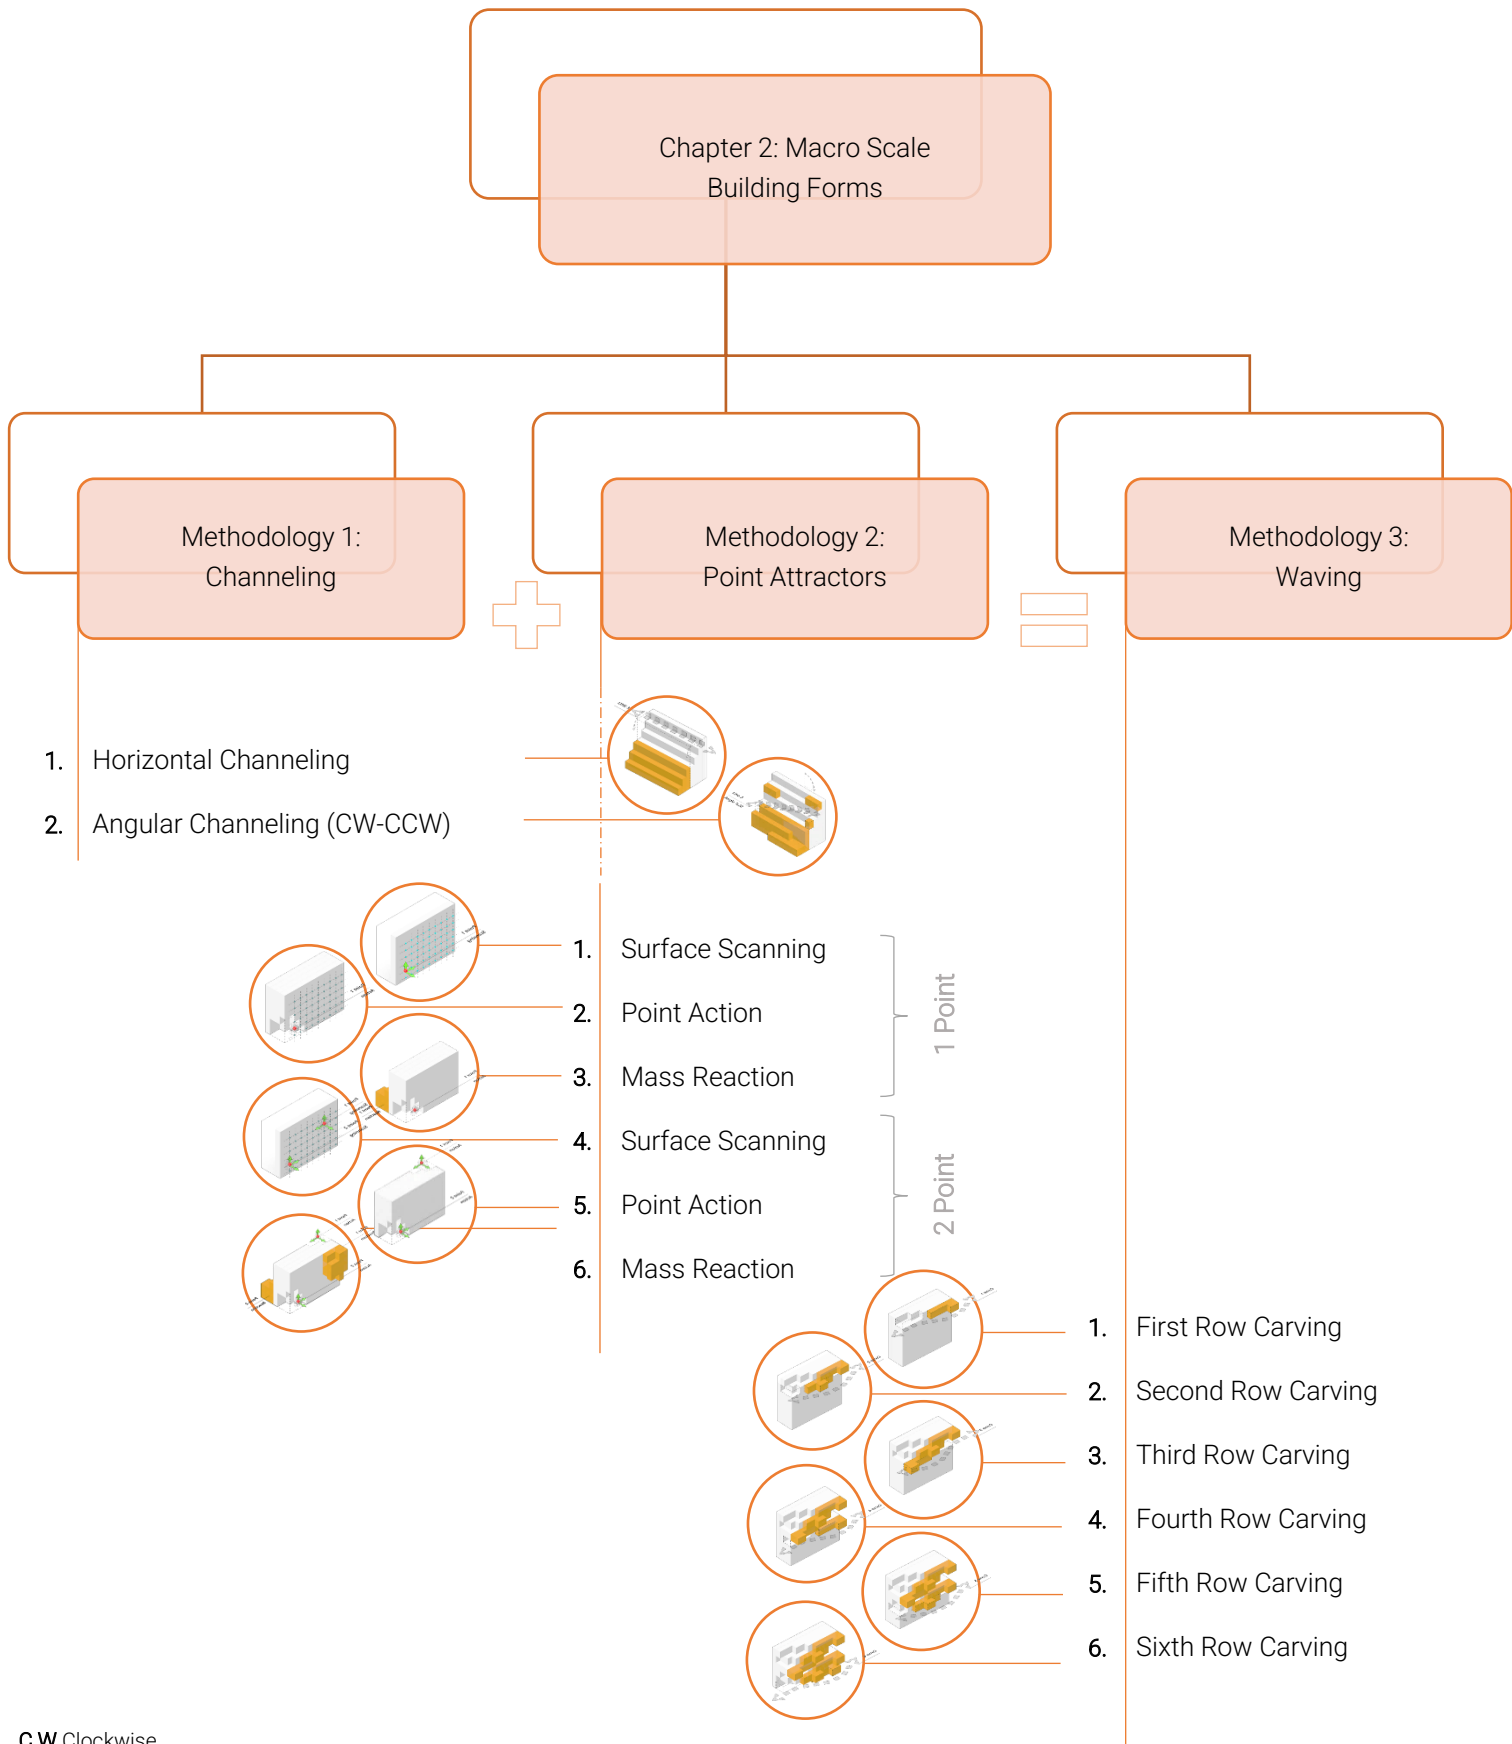 Chapter 2: Macro Scale
Building Forms
Methodology 1:
Channeling
Methodology 2:
Point Attractors
Methodology 3:
Waving
1. Horizontal Channeling
2. Angular Channeling (CW-CCW)
1. Surface Scanning
2. Point Action
3. Mass Reaction
1 Point
4. Surface Scanning
5. Point Action
6. Mass Reaction
2 Point
1. First Row Carving
2. Second Row Carving
3. Third Row Carving
4. Fourth Row Carving
5. Fifth Row Carving
6. Sixth Row Carving
C.W Clockwise